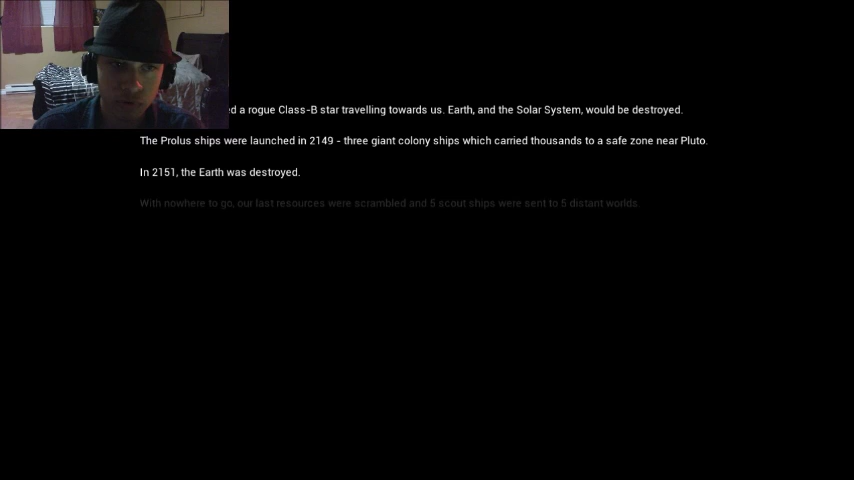 a rogue Class-B star travelling towards us. Earth, and the Solar System, would be destroyed.
The Prolus ships were launched in 2149 - three giant colony ships which carried thousands to a safe zone near Pluto.
In 2151, the Earth was destroyed.
With nowhere to go, our last resources were scrambled and 5 scout ships were sent to 5 distant worlds.